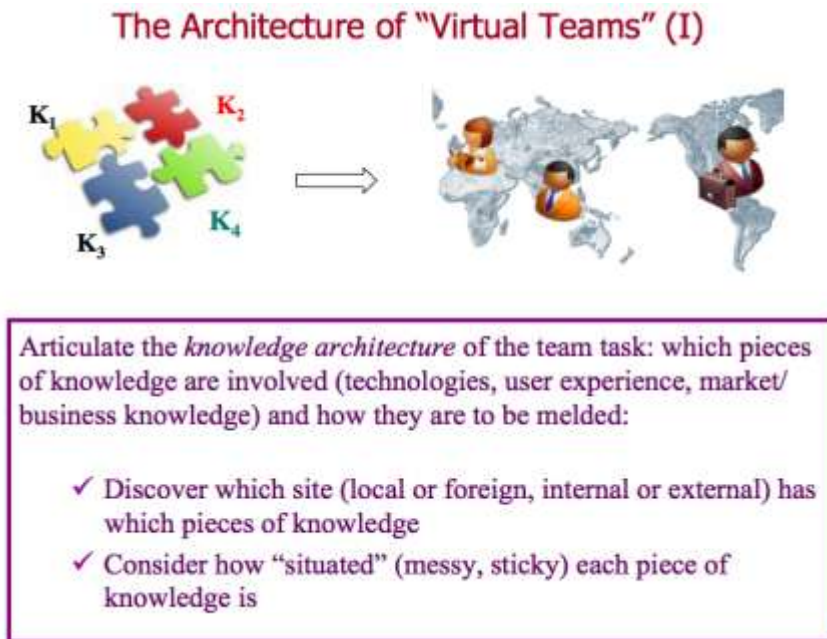 The Architecture of “Virtual Teams” (I)
K1
K2
K3
K4
Articulate the knowledge architecture of the team task: which pieces
of knowledge are involved (technologies, user experience, market/
business knowledge) and how they are to be melded:
✓ Discover which site (local or foreign, internal or external) has
which pieces of knowledge
✓ Consider how “situated” (messy, sticky) each piece of
knowledge is